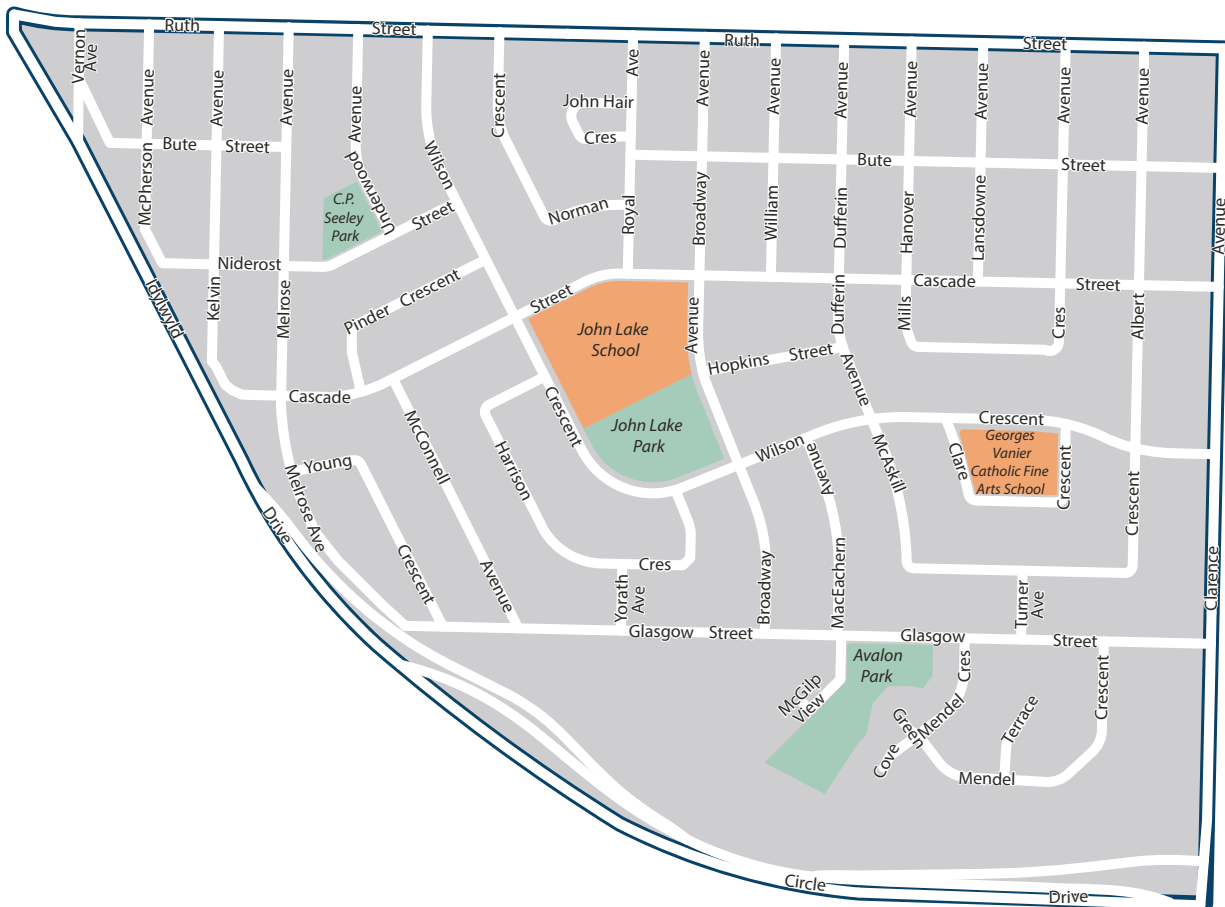 Ruth
Street
Ruth
Street
Vernon
Ave
Avenue
Avenue
Avenue
Avenue
Crescent
Ave
Avenue
Avenue
Avenue
Avenue
Avenue
Avenue
Avenue
John Hair
Cres
Bute
Street
Bute
Street
McPherson
Underwood
Wilson
C.P.
Seeley
Park
Street
Norman
Royal
Broadway
William
Dufferin
Hanover
Lansdowne
Avenue
Niderost
Idylwyld
Kelvin
Melrose
Pinder Crescent
Street
Cascade
Street
John Lake
School
Avenue
Dufferin
Mills
Cres
Albert
Hopkins Street
Avenue
Cascade
McConnell
Crescent
John Lake
Park
Wilson
Crescent
Georges
Vanier
Catholic Fine
Arts School
Clare
Crescent
Young
Melrose Ave
Harrison
Avenue
McAskill
Crescent
Drive
Crescent
Avenue
Cres
Yorath
Ave
Broadway
MacEachern
Turner
Ave
Clarence
Glasgow Street
Glasgow
Street
Avalon
Park
Cres
Crescent
McGilp
View
Mendel
Green
Cove
Terrace
Mendel
Circle
Drive